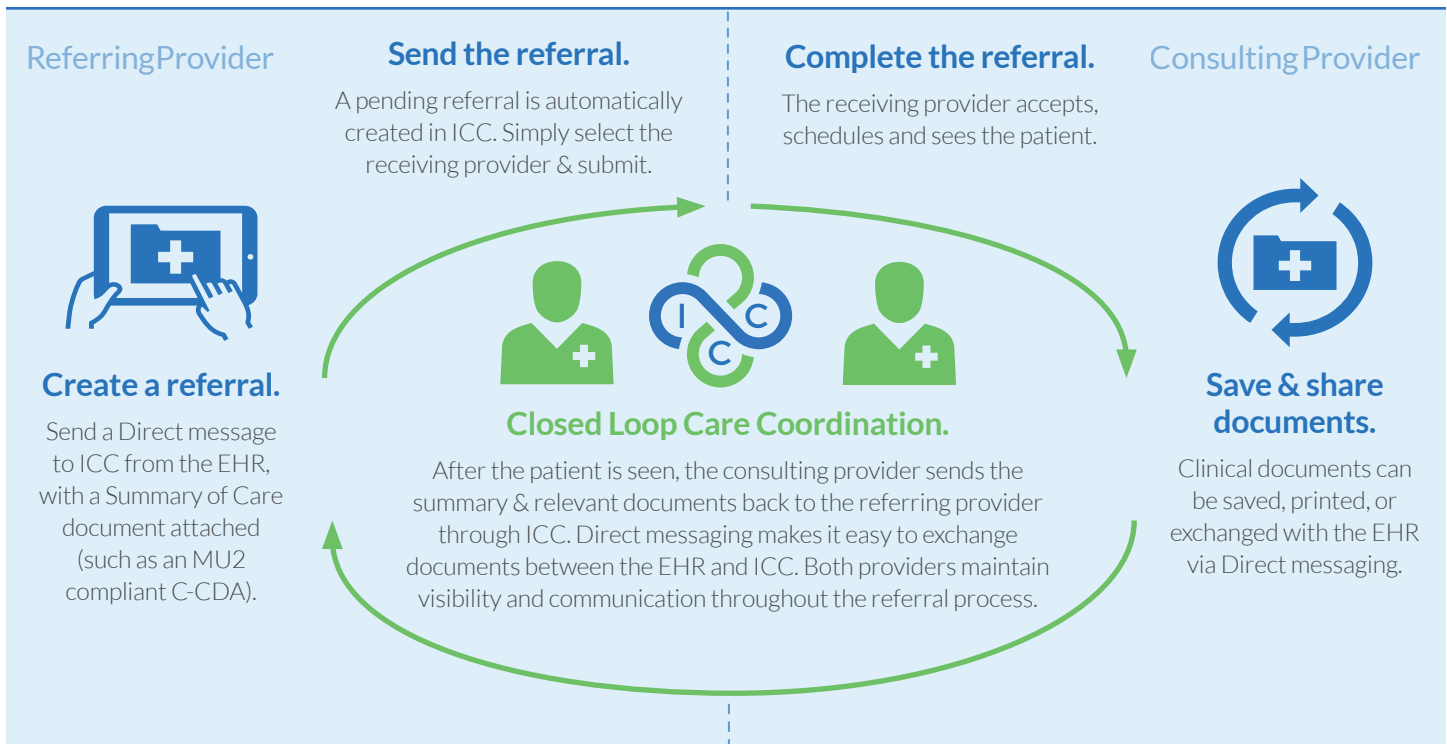 Referring Provider
Send the referral.
A pending referral is automatically
created in ICC. Simply select the
receiving provider & submit.
Complete the referral.
The receiving provider accepts,
schedules and sees the patient.
Consulting Provider
Create a referral.
Send a Direct message
to ICC from the EHR,
with a Summary of Care
document attached
(such as an MU2
compliant C-CDA).
I C C
Closed Loop Care Coordination.
After the patient is seen, the consulting provider sends the
summary & relevant documents back to the referring provider
through ICC. Direct messaging makes it easy to exchange
documents between the EHR and ICC. Both providers maintain
visibility and communication throughout the referral process.
Save & share
documents.
Clinical documents can
be saved, printed, or
exchanged with the EHR
via Direct messaging.